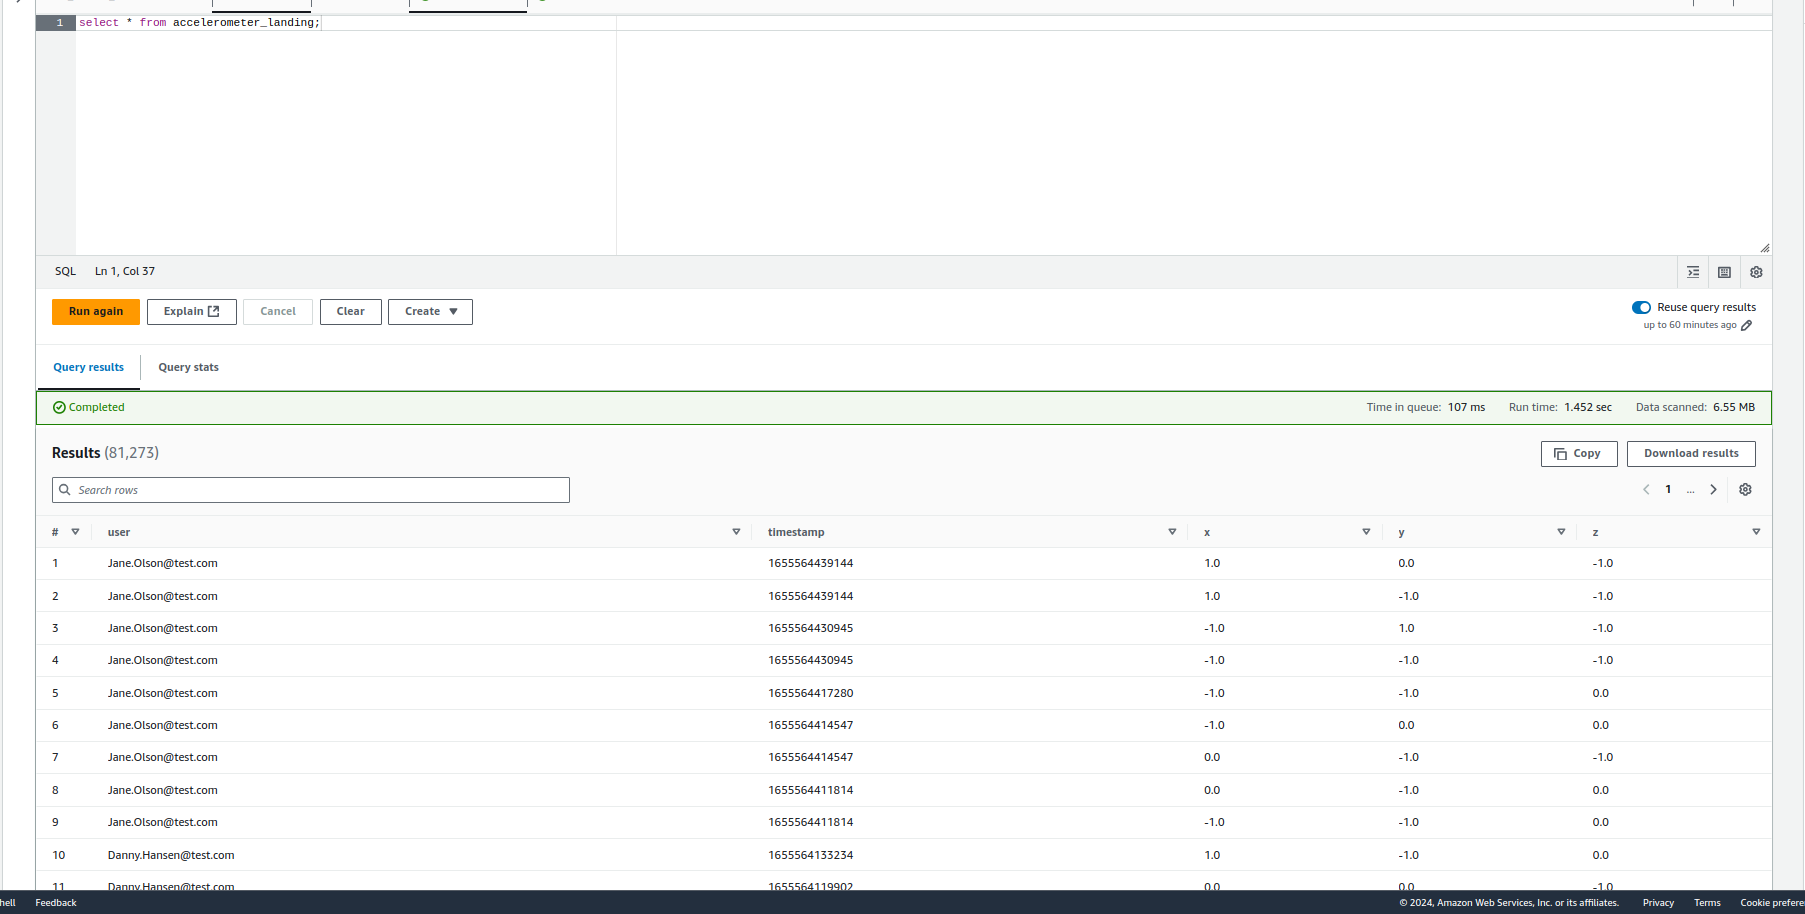 1 select * from accelerometer_landing;
SQL Ln 1, Col 37
Run again Explain Cancel Clear Create Reuse query results
up to 60 minutes ago
Query results Query stats
Completed Time in queue: 107 ms Run time: 1.452 sec Data scanned: 6.55 MB
Results (81,273) Copy Download results
Search rows 1 ...
# user timestamp x y z
1 Jane.Olson@test.com 1655564439144 1.0 0.0 -1.0
2 Jane.Olson@test.com 1655564439144 1.0 -1.0 -1.0
3 Jane.Olson@test.com 1655564430945 -1.0 1.0 -1.0
4 Jane.Olson@test.com 1655564430945 -1.0 -1.0 -1.0
5 Jane.Olson@test.com 1655564417280 -1.0 -1.0 0.0
6 Jane.Olson@test.com 1655564414547 -1.0 0.0 0.0
7 Jane.Olson@test.com 1655564414547 0.0 -1.0 -1.0
8 Jane.Olson@test.com 1655564411814 0.0 -1.0 0.0
9 Jane.Olson@test.com 1655564411814 -1.0 -1.0 0.0
10 Danny.Hansen@test.com 1655564133234 1.0 -1.0 0.0
11 Danny.Hansen@test.com 1655564119902 0.0 0.0 -1.0
hell Feedback © 2024, Amazon Web Services, Inc. or its affiliates. Privacy Terms Cookie prefere